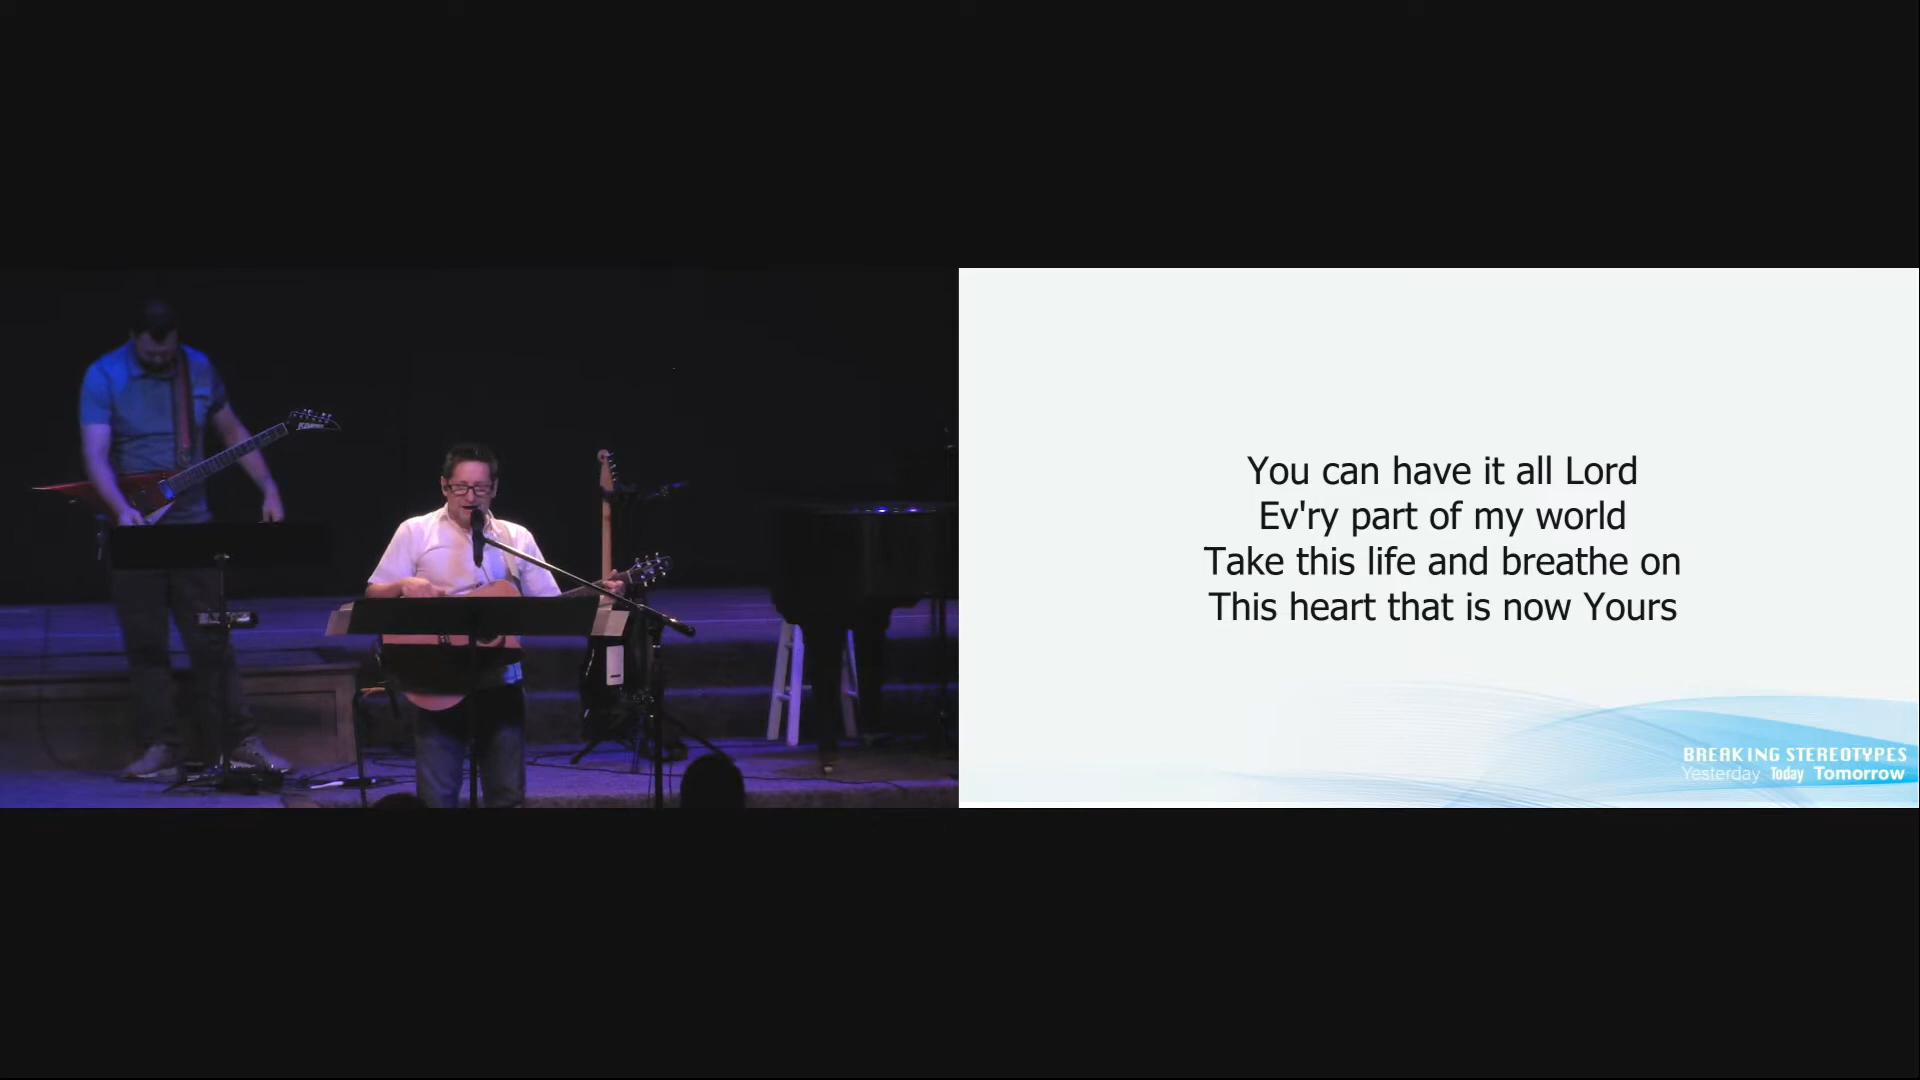 You can have it all Lord
Ev'ry part of my world
Take this life and breathe on
This heart that is now Yours
BREAKING STEREOTYPES
Yesterday Today Tomorrow